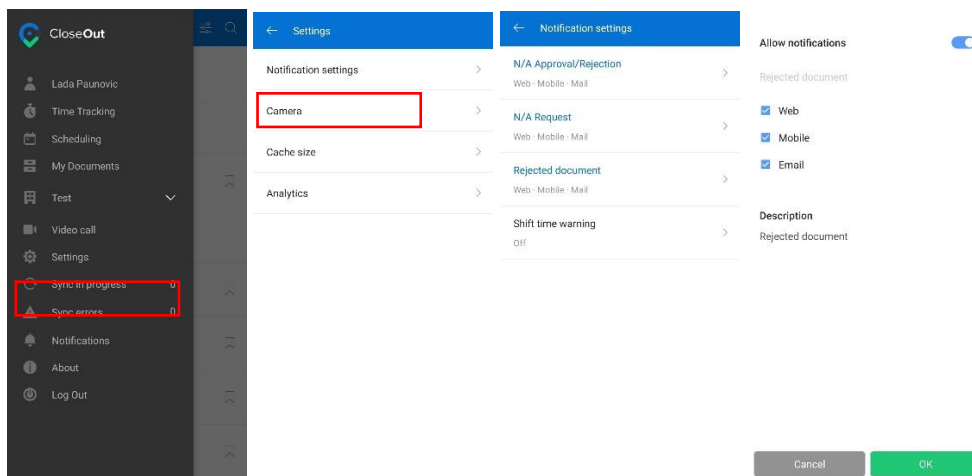 CloseOut
Lada Paunovic
Time Tracking
Scheduling
My Documents
Test
Video call
Settings
Sync in progress 0
Sync errors 0
Notifications
About
Log Out
Settings
Notification settings
Camera
Cache size
Analytics
Notification settings
N/A Approval/Rejection
Web - Mobile - Mail
N/A Request
Web - Mobile - Mail
Rejected document
Web - Mobile - Mail
Shift time warning
Off
Allow notifications
Rejected document
Web
Mobile
Email
Description
Rejected document
Cancel OK